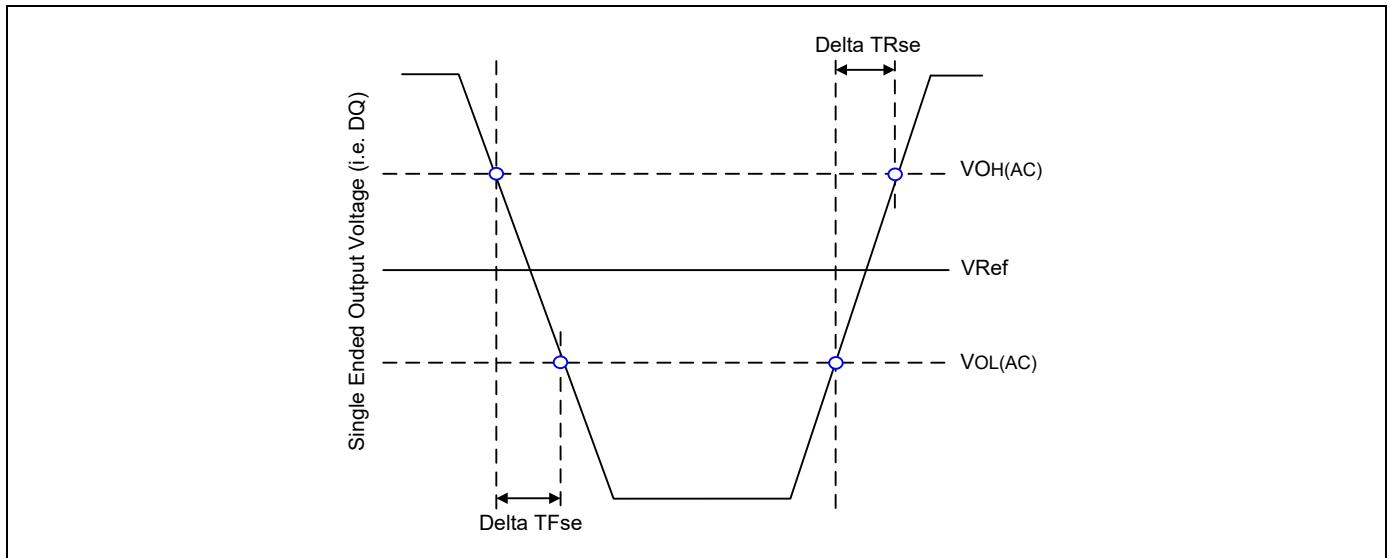 Delta TRse
Single Ended Output Voltage (i.e. DQ)
VOH(AC)
VRef
VOL(AC)
Delta TFse